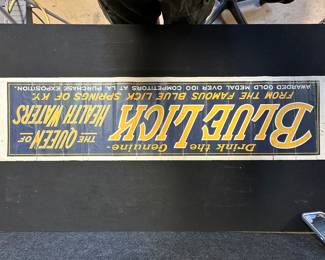 Drink the Genuine-
BLUE LICK
THE QUEEN OF
HEALTH WATERS
FROM THE FAMOUS BLUE LICK SPRINGS OF KY.
AWARDED GOLD MEDAL OVER 100 COMPETITORS AT LA. PURCHASE EXPOSITION.